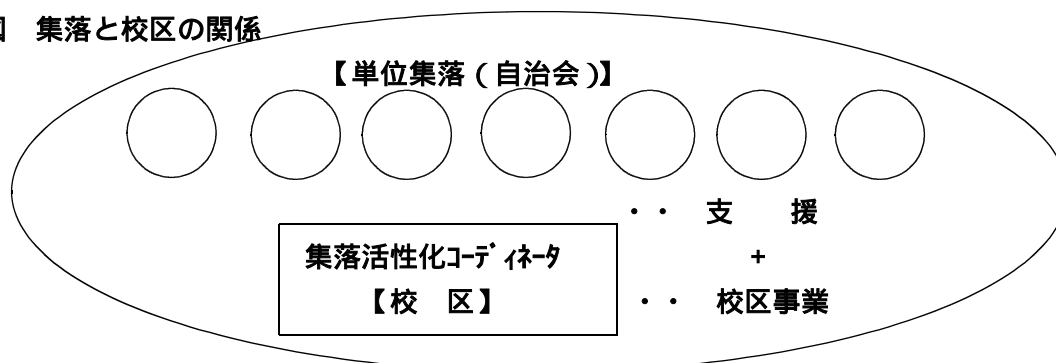 集落と校区の関係
【単位集落(自治会)】
・・ 支 援
集落活性化ｺｰﾃﾞｨﾈｰﾀ
+
【校 区】
・・ 校区事業